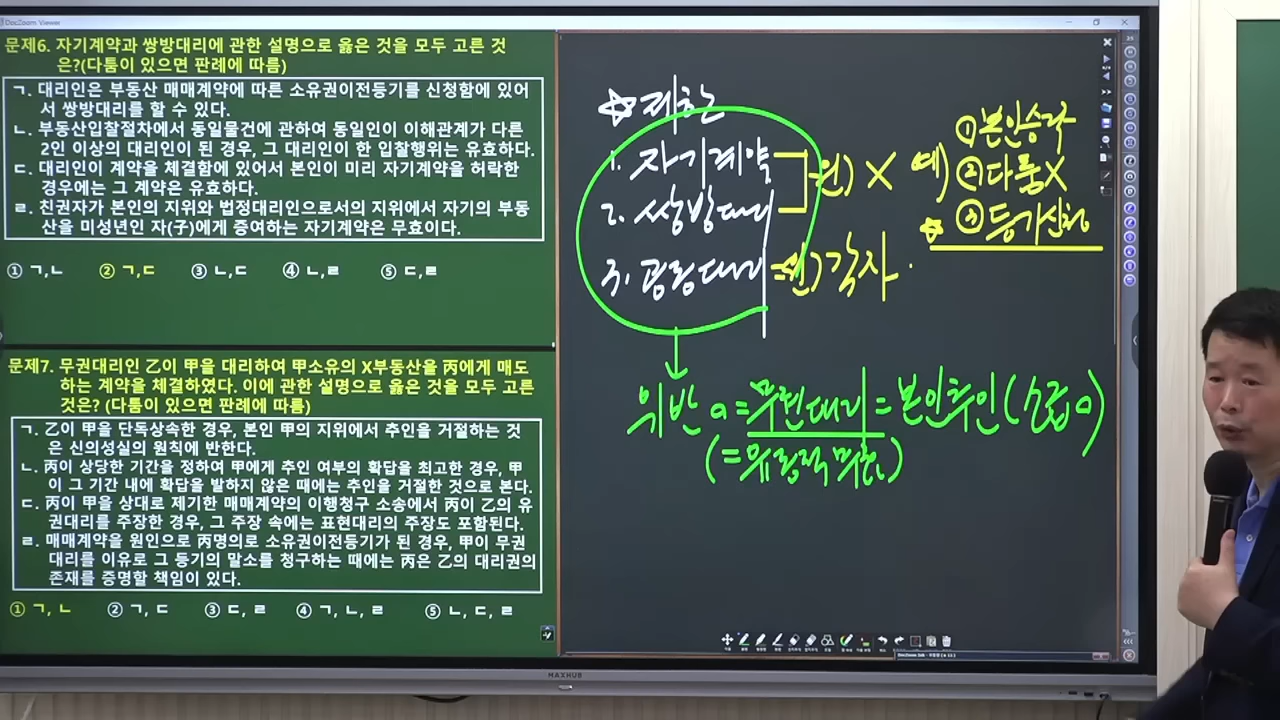 DocZoom Viewer
문제6. 자기계약과 쌍방대리에 관한 설명으로 옳은 것을 모두 고른 것
은?(다툼이 있으면 판례에 따름)
ㄱ. 대리인은 부동산 매매계약에 따른 소유권이전등기를 신청함에 있어
서 쌍방대리를 할 수 있다.
ㄴ. 부동산입찰절차에서 동일물건에 관하여 동일인이 이해관계가 다른
2인 이상의 대리인이 된 경우, 그 대리인이 한 입찰행위는 유효하다.
ㄷ. 대리인이 계약을 체결함에 있어서 본인이 미리 자기계약을 허락한
경우에는 그 계약은 유효하다.
ㄹ. 친권자가 본인의 지위와 법정대리인으로서의 지위에서 자기의 부동
산을 미성년인 자(子)에게 증여하는 자기계약은 무효이다.
① ㄱ,ㄴ ② ㄱ,ㄷ ③ ㄴ,ㄷ ④ ㄴ,ㄹ ⑤ ㄷ,ㄹ
문제7. 무권대리인 乙이 甲을 대리하여 甲소유의 X부동산을 丙에게 매도
하는 계약을 체결하였다. 이에 관한 설명으로 옳은 것을 모두 고른
것은? (다툼이 있으면 판례에 따름)
ㄱ. 乙이 甲을 단독상속한 경우, 본인 甲의 지위에서 추인을 거절하는 것
은 신의성실의 원칙에 반한다.
ㄴ. 丙이 상당한 기간을 정하여 甲에게 추인 여부의 확답을 최고한 경우, 甲
이 그 기간 내에 확답을 발하지 않은 때에는 추인을 거절한 것으로 본다.
ㄷ. 丙이 甲을 상대로 제기한 매매계약의 이행청구 소송에서 丙이 乙의 유
권대리를 주장한 경우, 그 주장 속에는 표현대리의 주장도 포함된다.
ㄹ. 매매계약을 원인으로 丙명의로 소유권이전등기가 된 경우, 甲이 무권
대리를 이유로 그 등기의 말소를 청구하는 때에는 丙은 乙의 대리권의
존재를 증명할 책임이 있다.
① ㄱ, ㄴ ② ㄱ, ㄷ ③ ㄷ, ㄹ ④ ㄱ, ㄴ, ㄹ ⑤ ㄴ, ㄷ, ㄹ
☆ 제한
1. 자기계약
2. 쌍방대리
원) X
예) ①본인승락
②다툼X
☆ ③등기신청
3. 공동대리 =원) 각자
위반 a=무권대리=본인추인(소급O)
(=유동적 무효)
MAXHUB